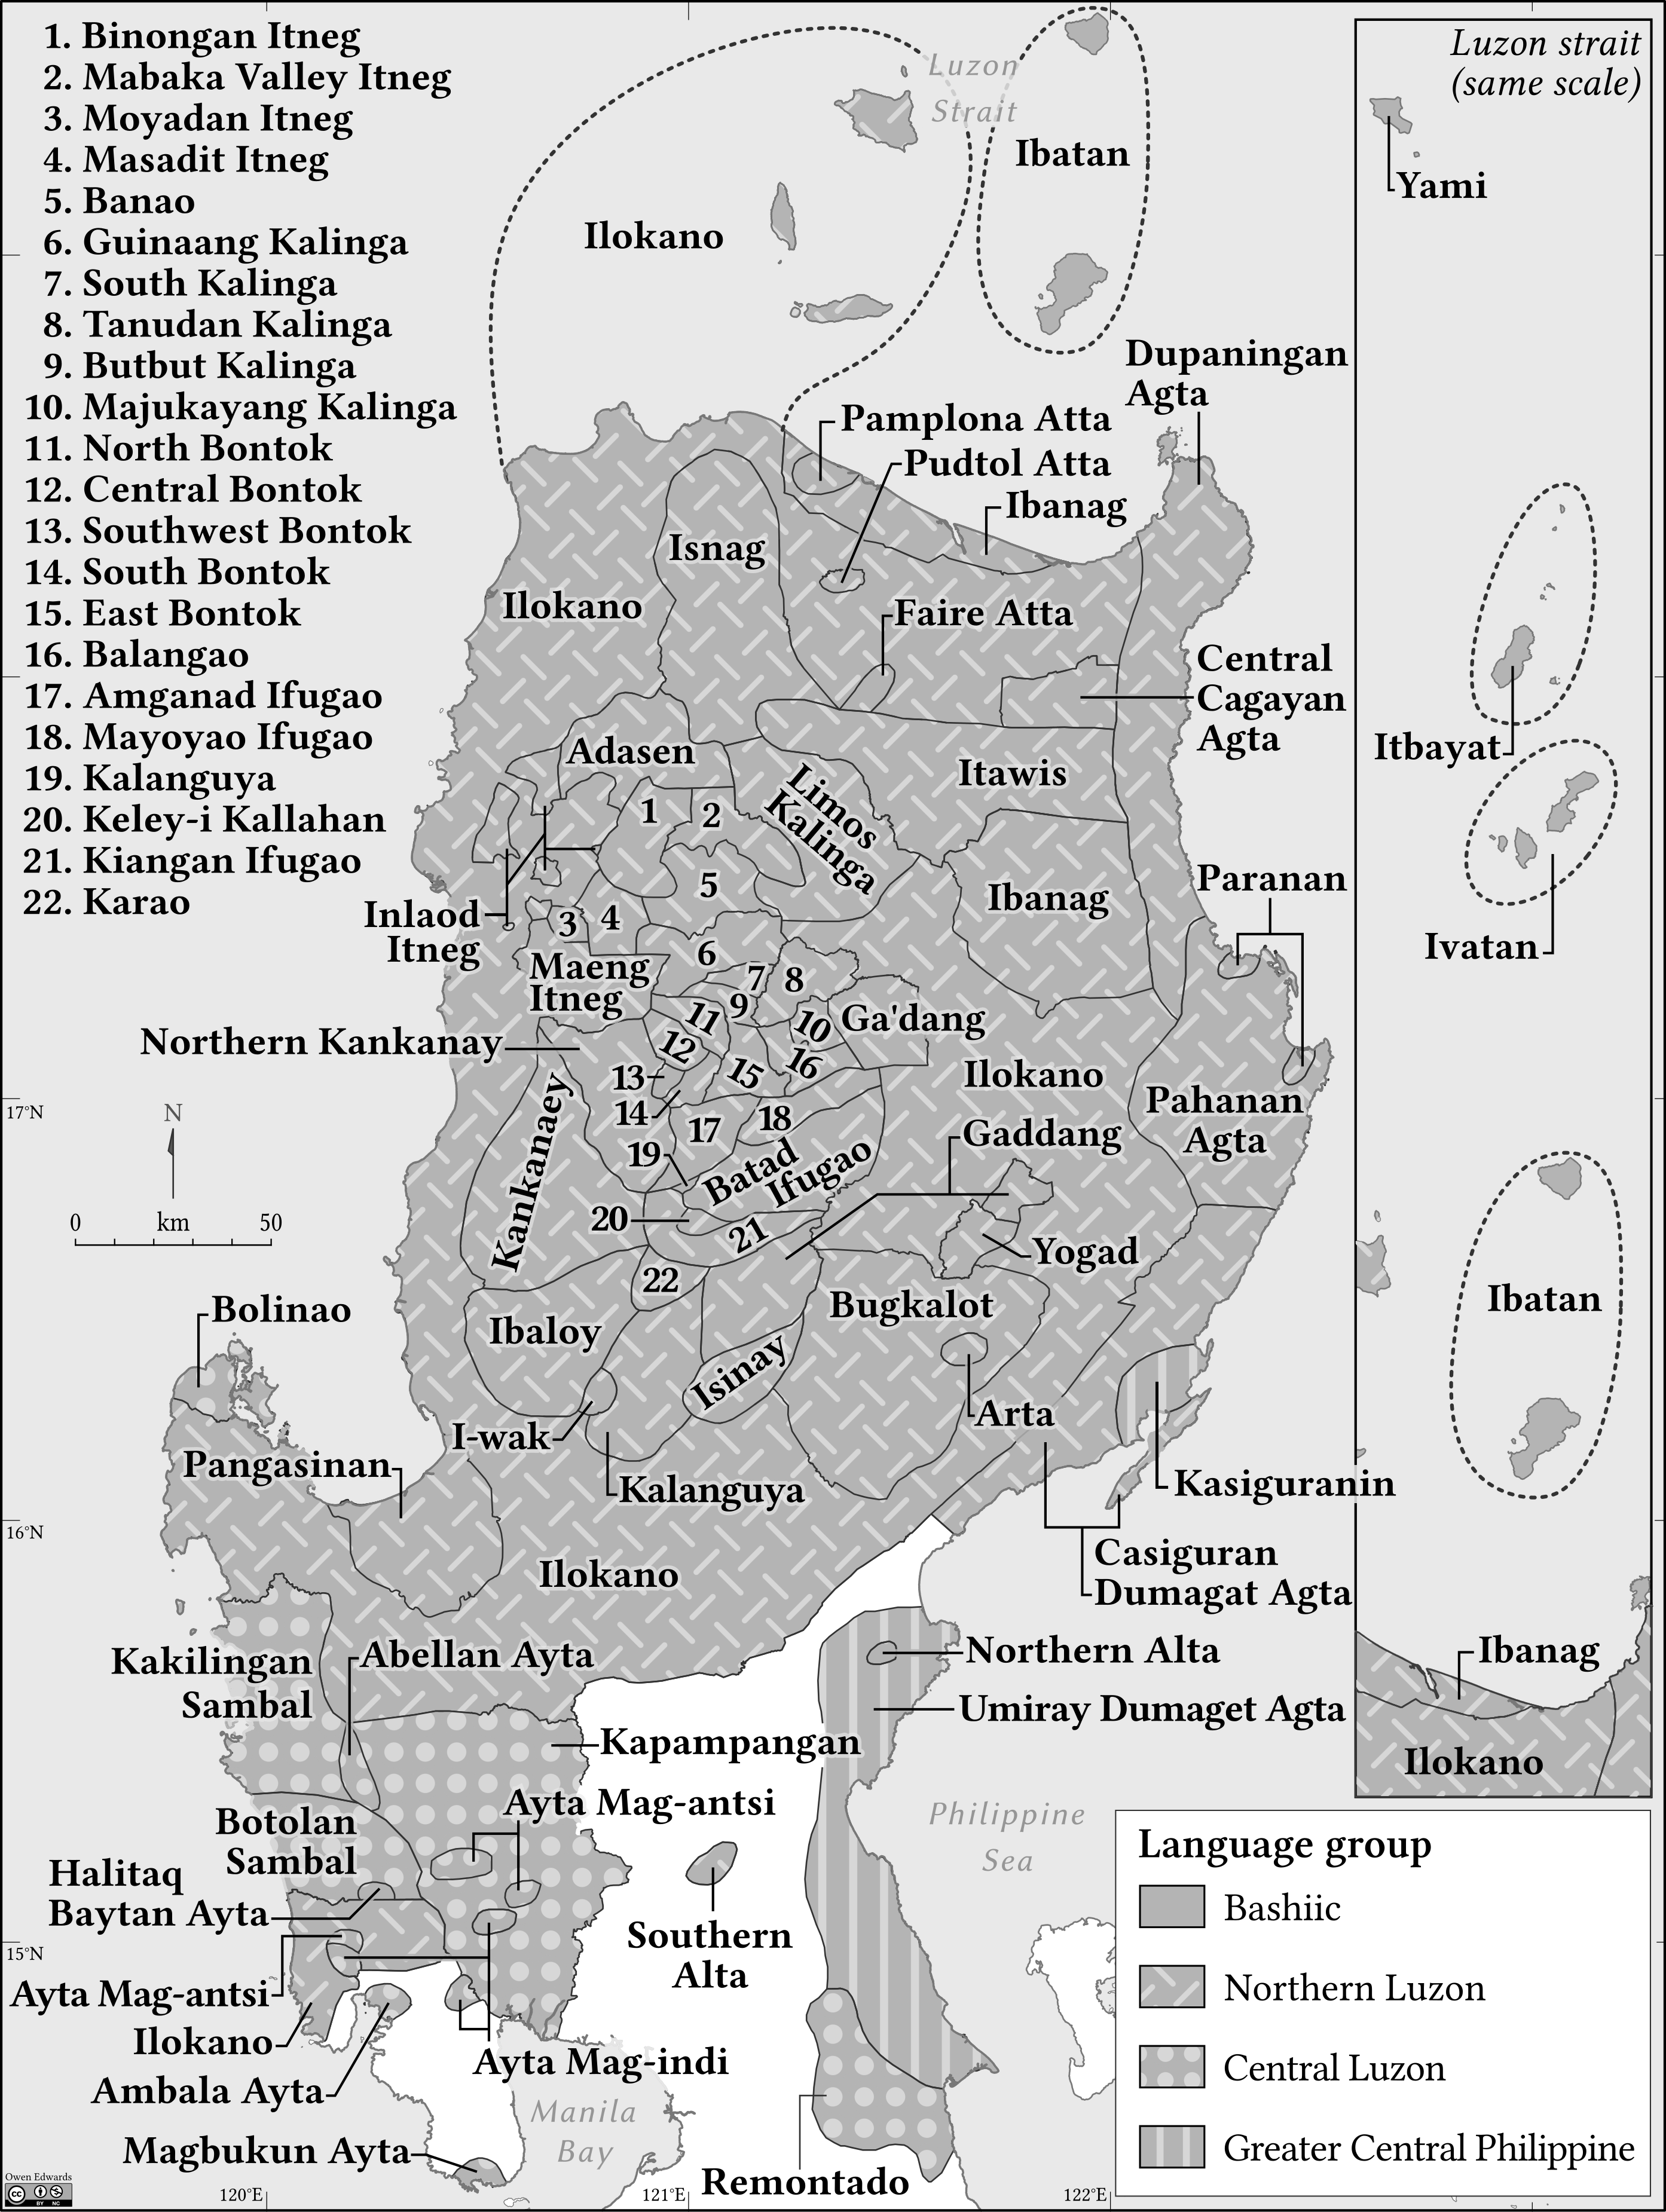 1. Binongan Itneg
2. Mabaka Valley Itneg
3. Moyadan Itneg
4. Masadit Itneg
5. Banao
6. Guinaang Kalinga
7. South Kalinga
8. Tanudan Kalinga
9. Butbut Kalinga
10. Majukayang Kalinga
11. North Bontok
12. Central Bontok
13. Southwest Bontok
14. South Bontok
15. East Bontok
16. Balangao
17. Amganad Ifugao
18. Mayoyao Ifugao
19. Kalanguya
20. Keley-i Kallahan
21. Kiangan Ifugao
22. Karao
Luzon
Strait
Ibatan
Ilokano
Luzon strait
(same scale)
Yami
Itbayat
Ivatan
Ibatan
Ibanag
Ilokano
Dupaningan
Agta
Pamplona Atta
Pudtol Atta
Ibanag
Isnag
Ilokano
Faire Atta
Central
Cagayan
Agta
Adasen
Itawis
Limos
Kalinga
1
2
5
Ibanag
Paranan
Inlaod
Itneg
3
4
6
Maeng
Itneg
7
8
9
10
11
12
Ga'dang
Northern Kankanay
13
14
15
16
Ilokano
Pahanan
Agta
17°N
N
0
km
50
Kankanaey
17
18
19
Batad
Ifugao
Gaddang
20
21
Yogad
22
Bugkalot
Ibaloy
Isinay
Bolinao
Arta
I-wak
Pangasinan
Kalanguya
Kasiguranin
16°N
Ilokano
Casiguran
Dumagat Agta
Kakilingan
Sambal
Abellan Ayta
Northern Alta
Umiray Dumaget Agta
Kapampangan
Ayta Mag-antsi
Botolan
Sambal
Halitaq
Baytan Ayta
Philippine
Sea
Southern
Alta
15°N
Ayta Mag-antsi
Ilokano
Ambala Ayta
Ayta Mag-indi
Manila
Bay
Magbukun Ayta
Remontado
Language group
Bashiic
Northern Luzon
Central Luzon
Greater Central Philippine
Owen Edwards
cc
BY NC
120°E
121°E
122°E